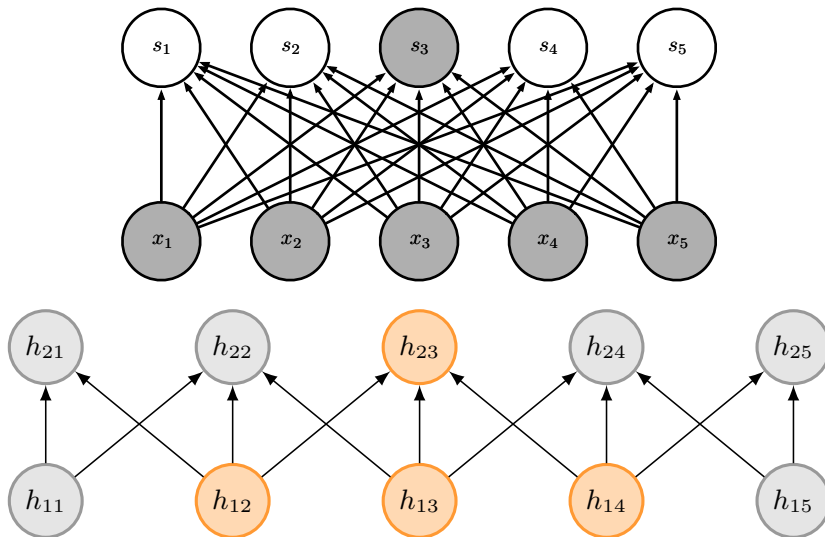 s₁ s₂ s₃ s₄ s₅
x₁ x₂ x₃ x₄ x₅
h₂₁ h₂₂ h₂₃ h₂₄ h₂₅
h₁₁ h₁₂ h₁₃ h₁₄ h₁₅